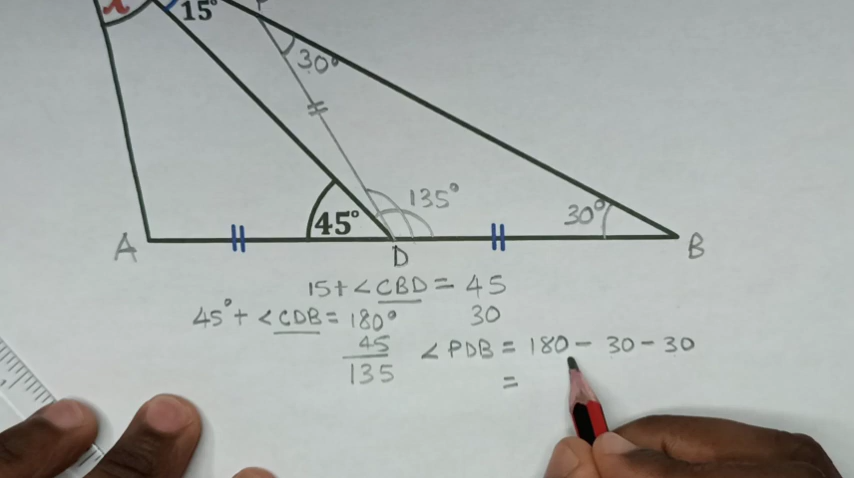 x
15°
30°
135°
45°
30°
A
D
B
15+∠CBD = 45
45°+∠CDB = 180°
30
45
∠PDB = 180 - 30 - 30
135
=